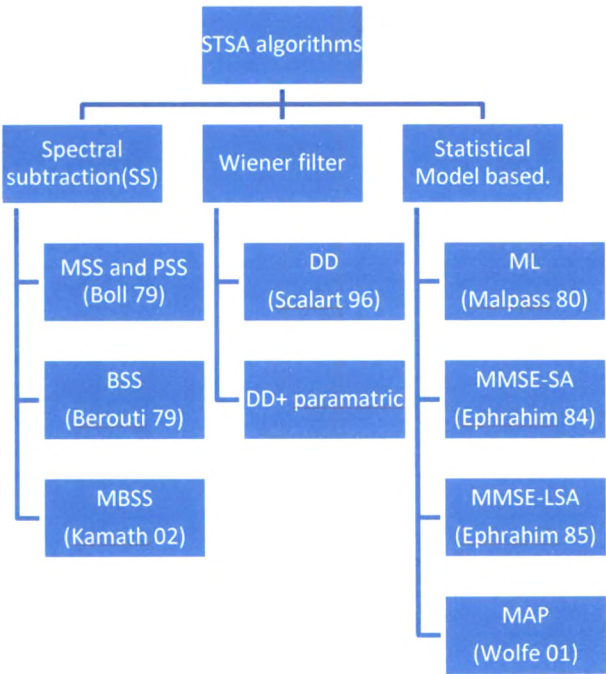 STSA algorithms
Spectral
subtraction(SS)
Wiener filter
Statistical
Model based.
MSS and PSS
(Boll 79)
BSS
(Berouti 79)
MBSS
(Kamath 02)
DD
(Scalart 96)
DD+ paramatric
ML
(Malpass 80)
MMSE-SA
(Ephrahim 84)
MMSE-LSA
(Ephrahim 85)
MAP
(Wolfe 01)